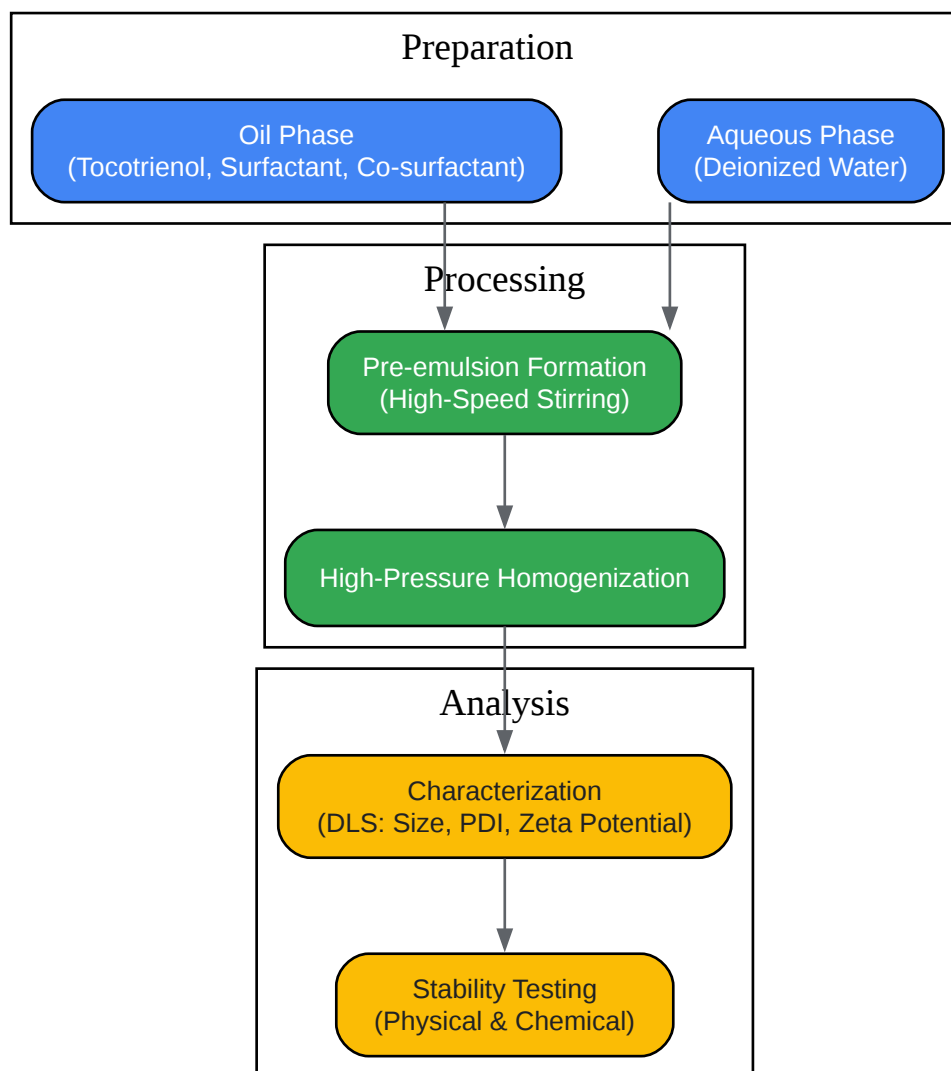 Preparation
Oil Phase
(Tocotrienol, Surfactant, Co-surfactant)
Aqueous Phase
(Deionized Water)
Processing
Pre-emulsion Formation
(High-Speed Stirring)
High-Pressure Homogenization
Analysis
Characterization
(DLS: Size, PDI, Zeta Potential)
Stability Testing
(Physical & Chemical)